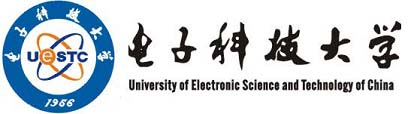 电子科技大学
UESTC
1956
电子科技大学
University of Electronic Science and Technology of China